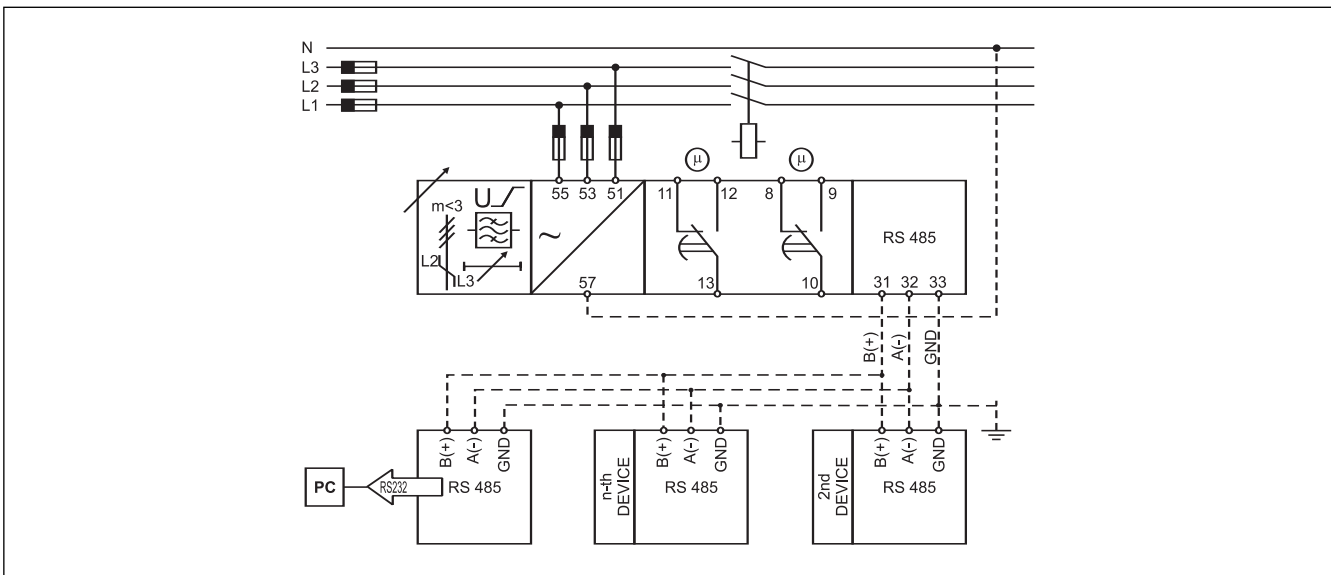 N
L3
L2
L1
μ
μ
m<3
U
L2
L3
~
55
53
51
57
11
12
13
8
9
10
RS 485
31
32
33
B(+)
A(-)
GND
B(+)
A(-)
GND
RS 485
RS232
PC
n-th
DEVICE
B(+)
A(-)
GND
RS 485
2nd
DEVICE
B(+)
A(-)
GND
RS 485